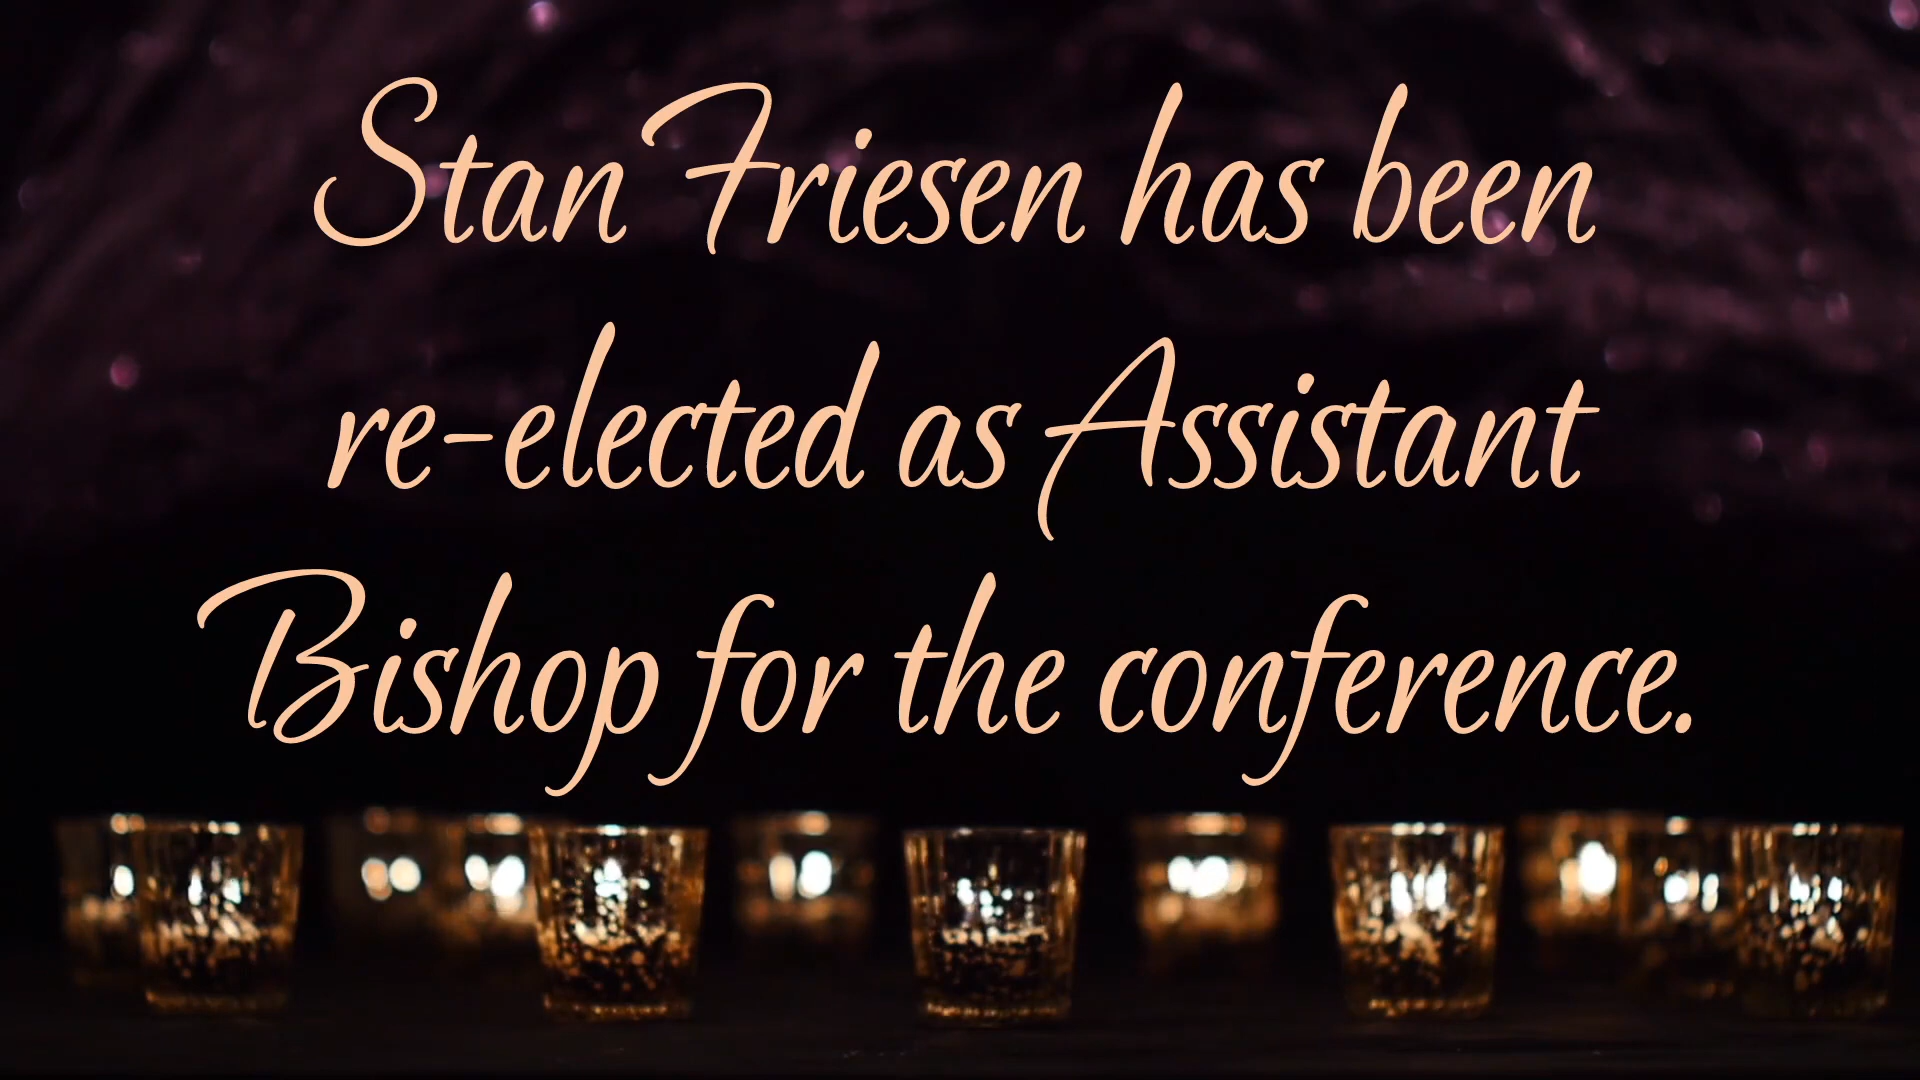 Stan Friesen has been
re-elected as Assistant
Bishop for the conference.